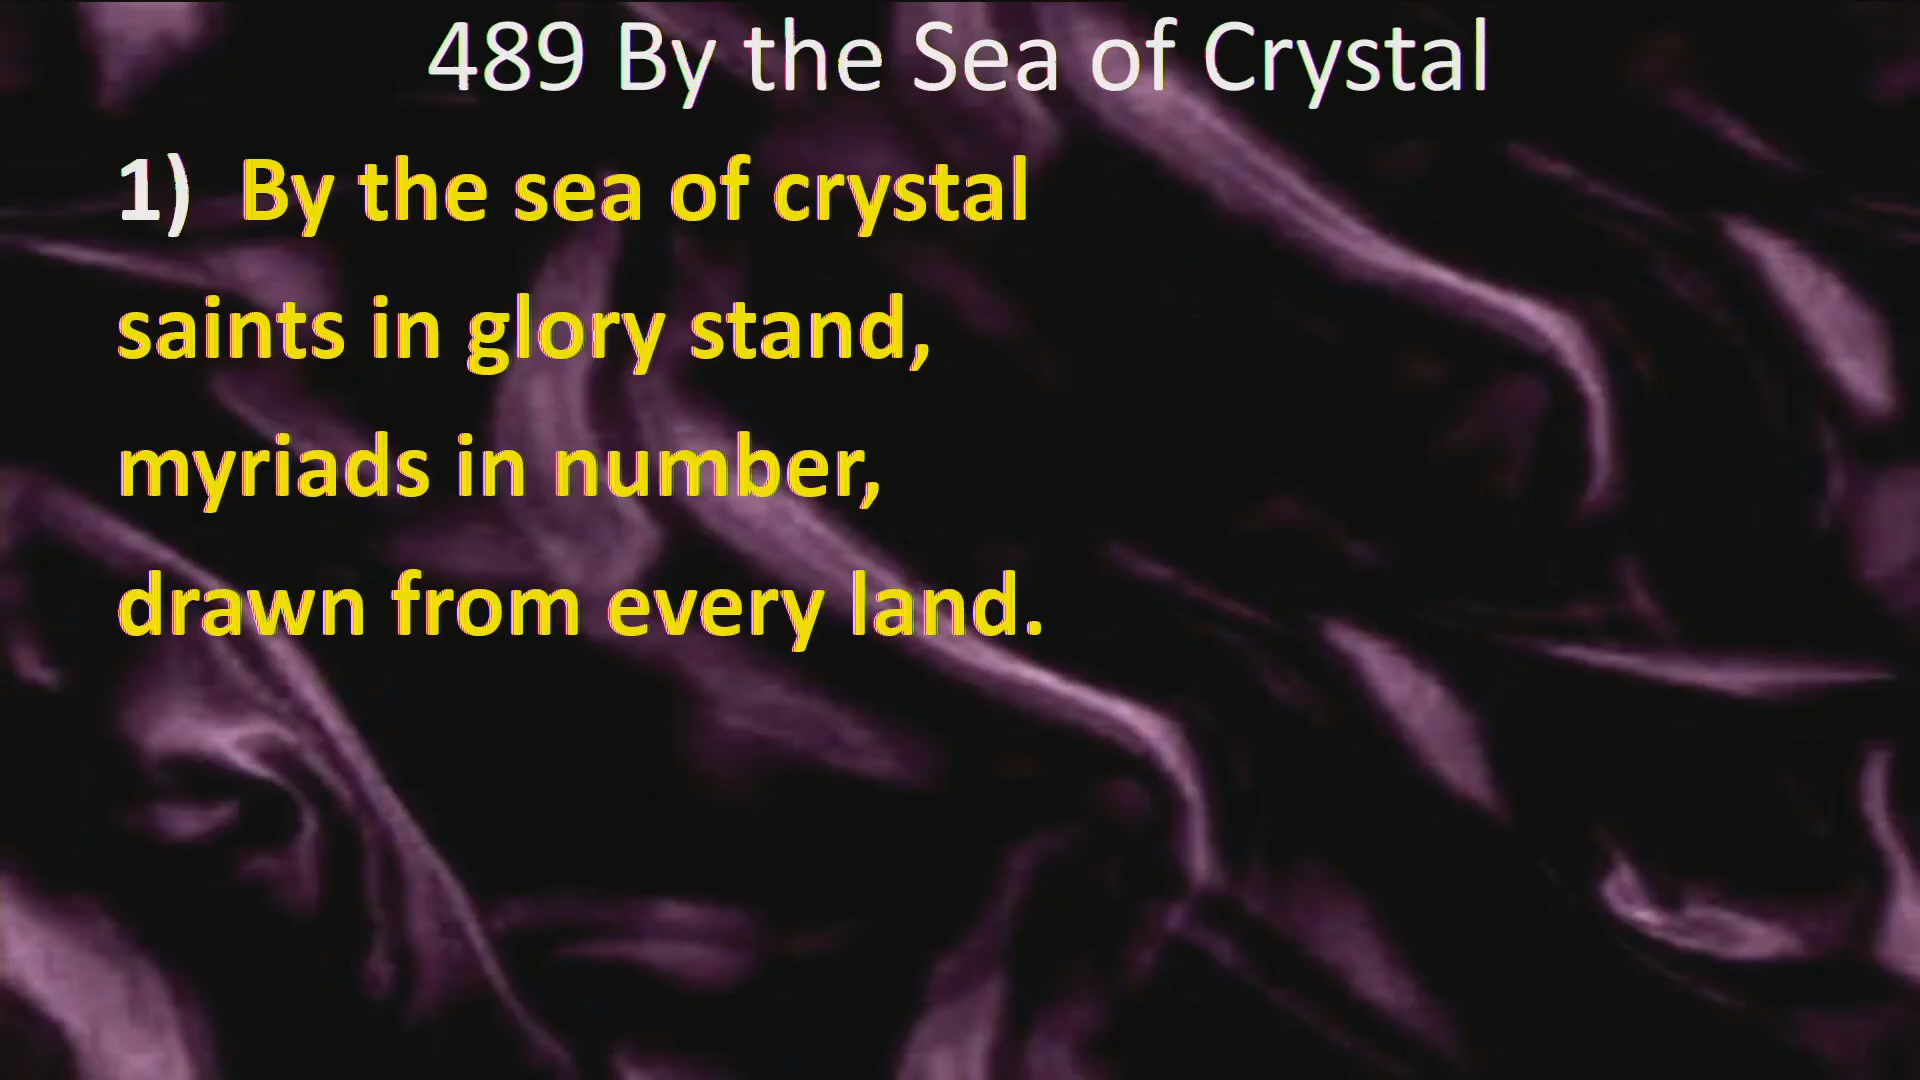 489 By the Sea of Crystal
1) By the sea of crystal
saints in glory stand,
myriads in number,
drawn from every land.